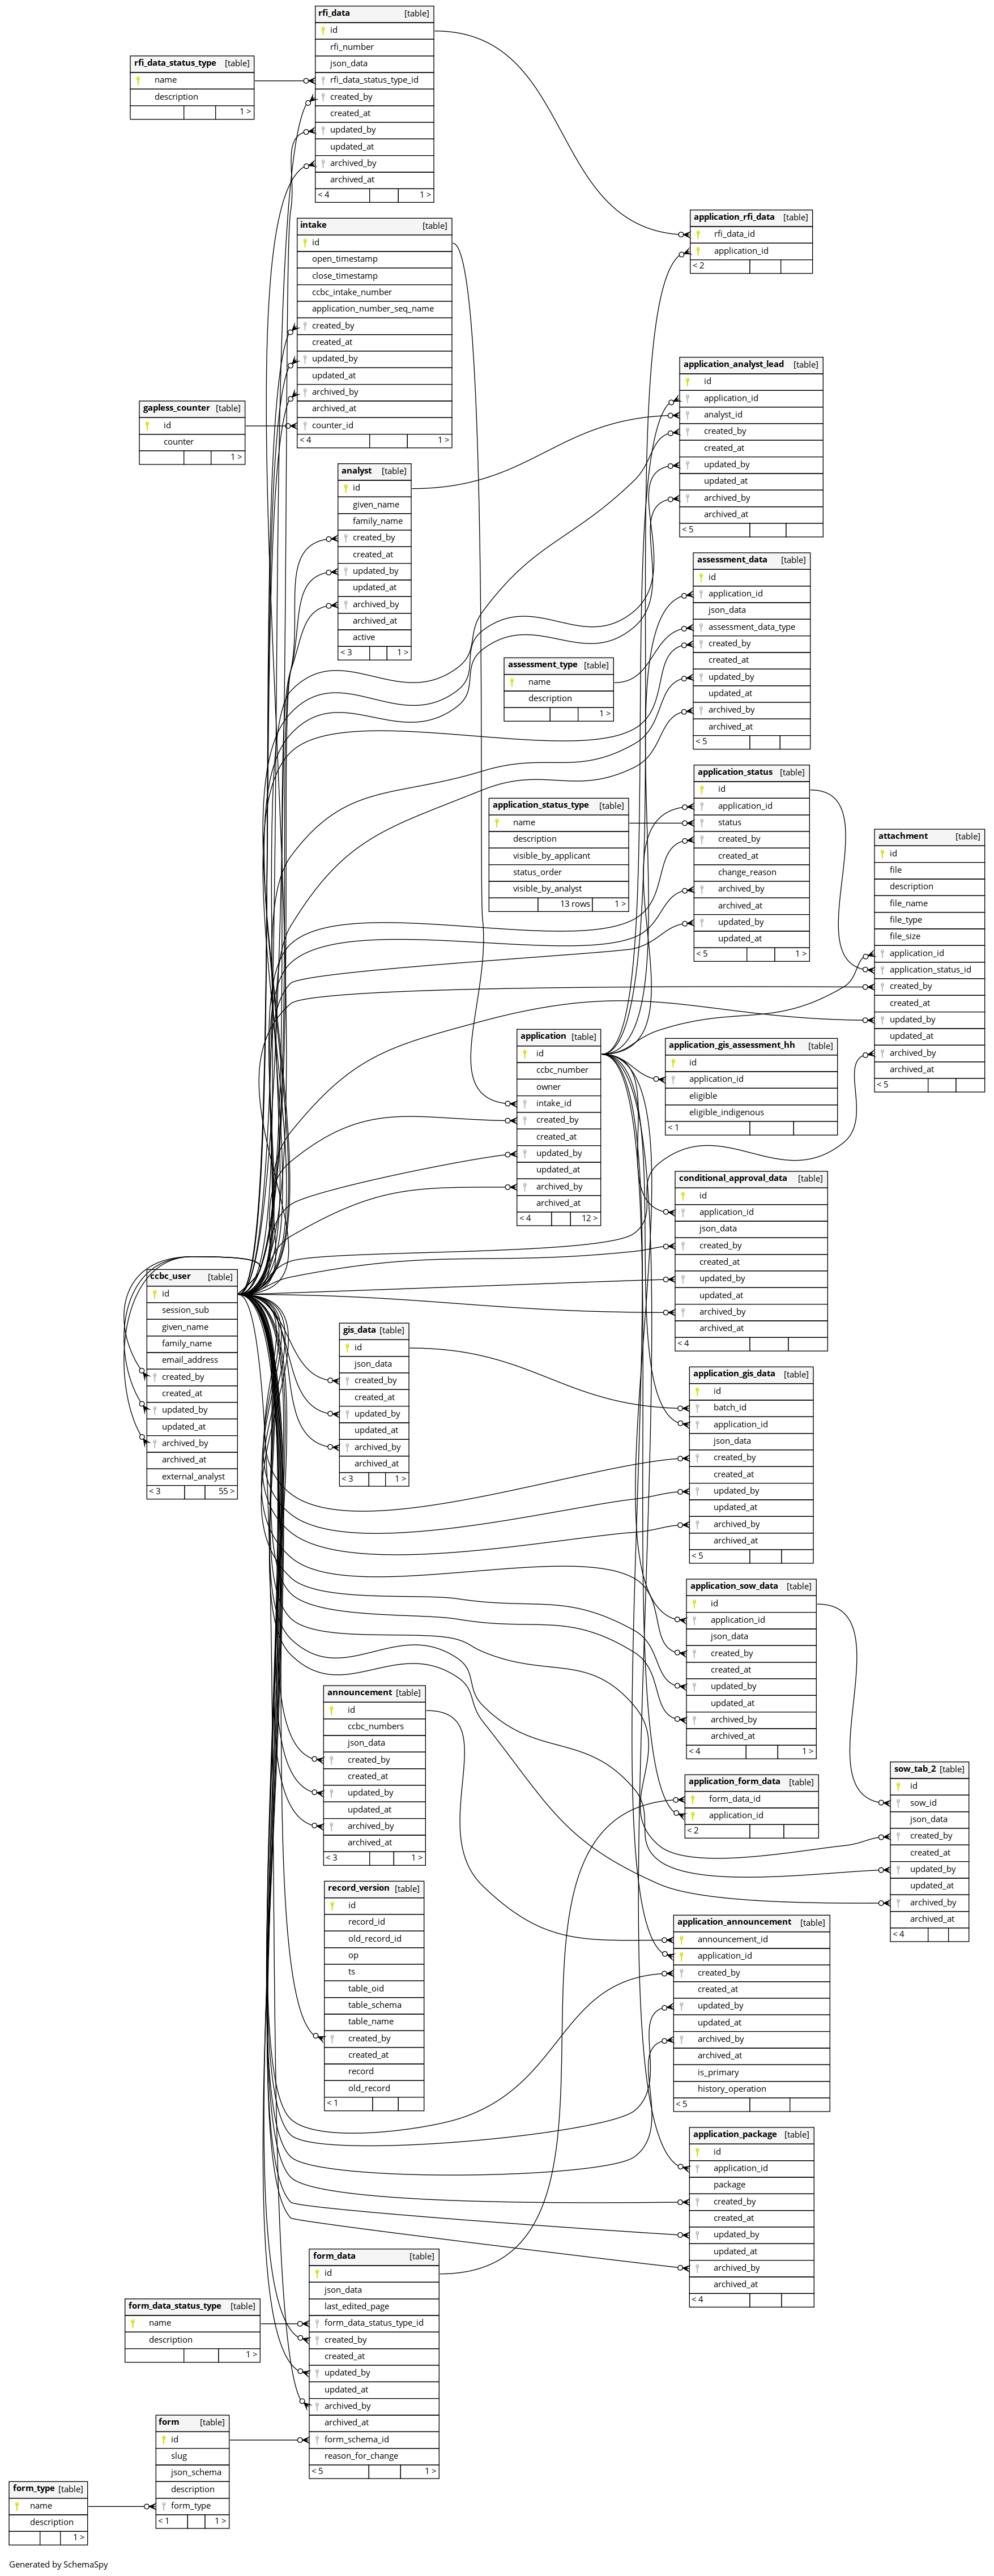 rfi_data [table]
id
rfi_number
json_data
rfi_data_status_type_id
created_by
created_at
updated_by
updated_at
archived_by
archived_at
< 4 1 >
rfi_data_status_type [table]
name
description
1 >
application_rfi_data [table]
rfi_data_id
application_id
< 2
intake [table]
id
open_timestamp
close_timestamp
ccbc_intake_number
application_number_seq_name
created_by
created_at
updated_by
updated_at
archived_by
archived_at
counter_id
< 4 1 >
gapless_counter [table]
id
counter
1 >
application_analyst_lead [table]
id
application_id
analyst_id
created_by
created_at
updated_by
updated_at
archived_by
archived_at
< 5
analyst [table]
id
given_name
family_name
created_by
created_at
updated_by
updated_at
archived_by
archived_at
active
< 3 1 >
assessment_data [table]
id
application_id
json_data
assessment_data_type
created_by
created_at
updated_by
updated_at
archived_by
archived_at
< 5
assessment_type [table]
name
description
1 >
application_status [table]
id
application_id
status
created_by
created_at
change_reason
archived_by
archived_at
updated_by
updated_at
< 5 1 >
application_status_type [table]
name
description
visible_by_applicant
status_order
visible_by_analyst
13 rows 1 >
attachment [table]
id
file
description
file_name
file_type
file_size
application_id
application_status_id
created_by
created_at
updated_by
updated_at
archived_by
archived_at
< 5
application [table]
id
ccbc_number
owner
intake_id
created_by
created_at
updated_by
updated_at
archived_by
archived_at
< 4 12 >
application_gis_assessment_hh [table]
id
application_id
eligible
eligible_indigenous
< 1
conditional_approval_data [table]
id
application_id
json_data
created_by
created_at
updated_by
updated_at
archived_by
archived_at
< 4
ccbc_user [table]
id
session_sub
given_name
family_name
email_address
created_by
created_at
updated_by
updated_at
archived_by
archived_at
external_analyst
< 3 55 >
gis_data [table]
id
json_data
created_by
created_at
updated_by
updated_at
archived_by
archived_at
< 3 1 >
application_gis_data [table]
id
batch_id
application_id
json_data
created_by
created_at
updated_by
updated_at
archived_by
archived_at
< 5
application_sow_data [table]
id
application_id
json_data
created_by
created_at
updated_by
updated_at
archived_by
archived_at
< 4 1 >
announcement [table]
id
ccbc_numbers
json_data
created_by
created_at
updated_by
updated_at
archived_by
archived_at
< 3 1 >
application_form_data [table]
form_data_id
application_id
< 2
sow_tab_2 [table]
id
sow_id
json_data
created_by
created_at
updated_by
updated_at
archived_by
archived_at
< 4
record_version [table]
id
record_id
old_record_id
op
ts
table_oid
table_schema
table_name
created_by
created_at
record
old_record
< 1
application_announcement [table]
announcement_id
application_id
created_by
created_at
updated_by
updated_at
archived_by
archived_at
is_primary
history_operation
< 5
application_package [table]
id
application_id
package
created_by
created_at
updated_by
updated_at
archived_by
archived_at
< 4
form_data [table]
id
json_data
last_edited_page
form_data_status_type_id
created_by
created_at
updated_by
updated_at
archived_by
archived_at
form_schema_id
reason_for_change
< 5 1 >
form_data_status_type [table]
name
description
1 >
form [table]
id
slug
json_schema
description
form_type
< 1 1 >
form_type [table]
name
description
1 >
Generated by SchemaSpy